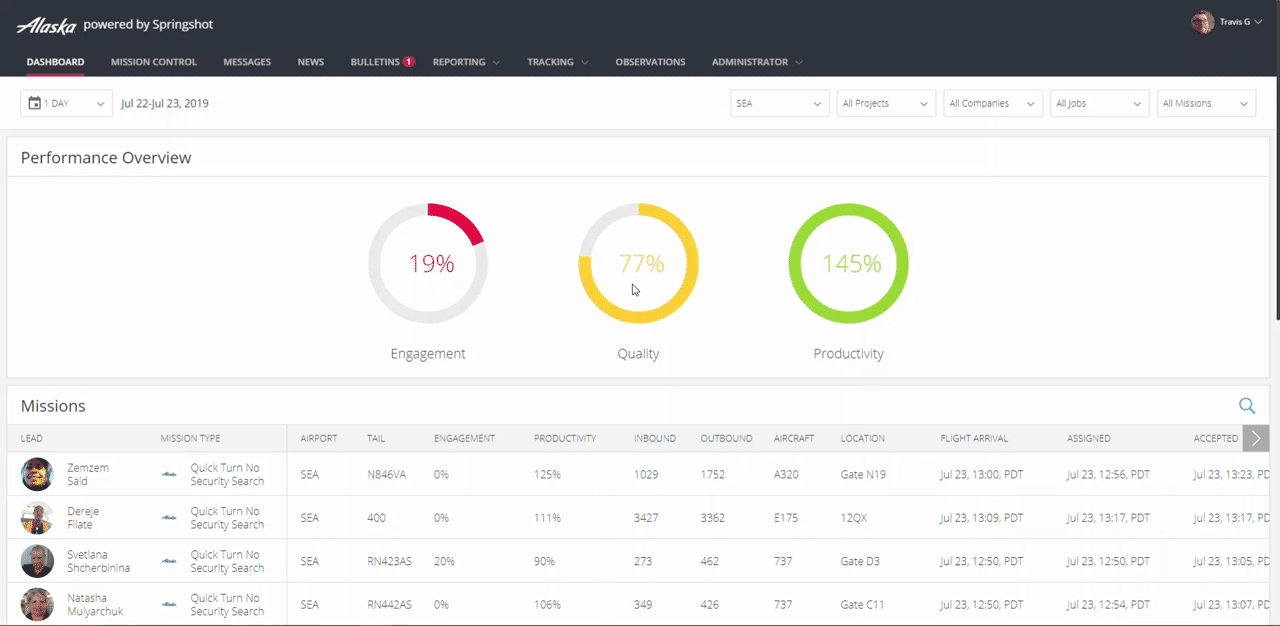 Alaska powered by Springshot
Travis G
DASHBOARD MISSION CONTROL MESSAGES NEWS BULLETINS 1 REPORTING TRACKING OBSERVATIONS ADMINISTRATOR
1 DAY Jul 22-Jul 23, 2019 SEA All Projects All Companies All Jobs All Missions
Performance Overview
19% 77% 145%
Engagement Quality Productivity
Missions
LEAD MISSION TYPE AIRPORT TAIL ENGAGEMENT PRODUCTIVITY INBOUND OUTBOUND AIRCRAFT LOCATION FLIGHT ARRIVAL ASSIGNED ACCEPTED
Zemzem Quick Turn No
Said Security Search SEA N846VA 0% 125% 1029 1752 A320 Gate N19 Jul 23, 13:00, PDT Jul 23, 12:56, PDT Jul 23, 13:23, PD
Dereje Quick Turn No
Filate Security Search SEA 400 0% 111% 3427 3362 E175 12QX Jul 23, 13:09, PDT Jul 23, 13:17, PDT Jul 23, 13:17, PD
Svetlana Quick Turn No
Shcherbinina Security Search SEA RN423AS 20% 90% 273 462 737 Gate D3 Jul 23, 12:50, PDT Jul 23, 12:50, PDT Jul 23, 13:05, PD
Natasha Quick Turn No
Mulyarchuk Security Search SEA RN442AS 0% 106% 349 426 737 Gate C11 Jul 23, 12:50, PDT Jul 23, 12:54, PDT Jul 23, 13:07, PD